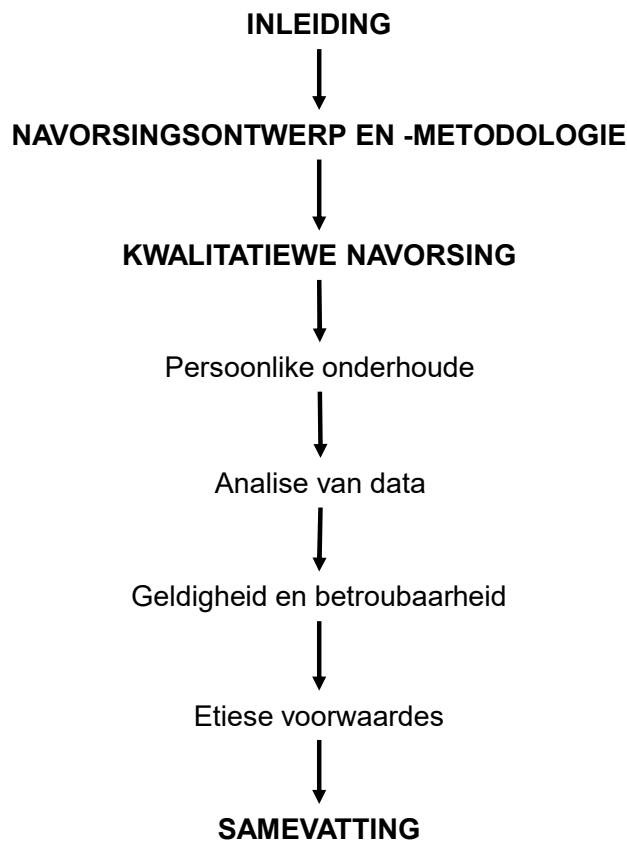 INLEIDING
NAVORSINGSONTWERP EN -METODOLOGIE
KWALITATIEWE NAVORSING
Persoonlike onderhoude
Analise van data
Geldigheid en betroubaarheid
Etiese voorwaardes
SAMEVATTING